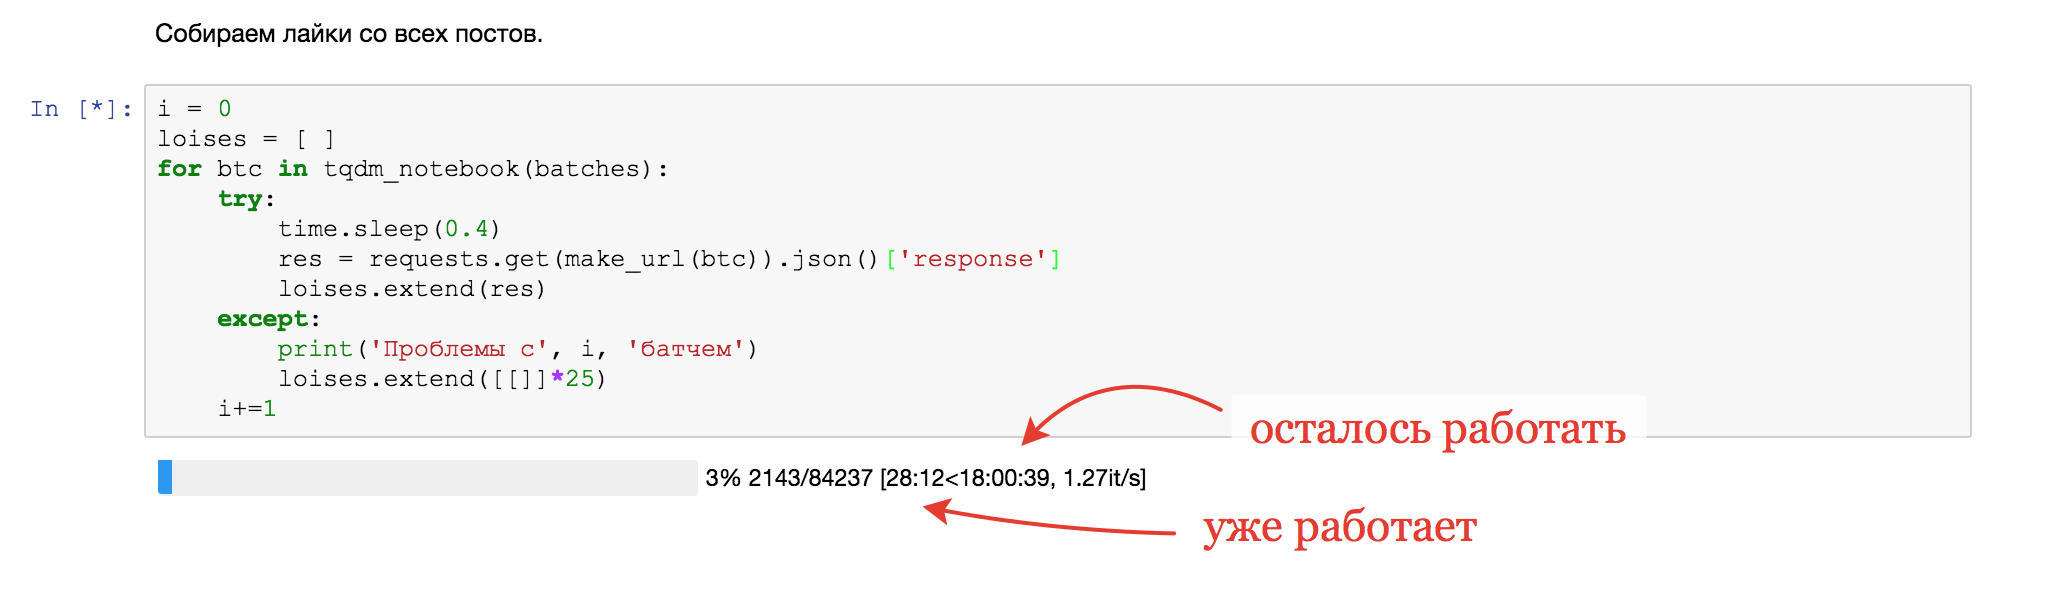 Собираем лайки со всех постов.
In [*]:
i = 0
loises = [ ]
for btc in tqdm_notebook(batches):
    try:
        time.sleep(0.4)
        res = requests.get(make_url(btc)).json()['response']
        loises.extend(res)
    except:
        print('Проблемы с', i, 'батчем')
        loises.extend([[]]*25)
    i+=1
осталось работать
3% 2143/84237 [28:12<18:00:39, 1.27it/s]
уже работает